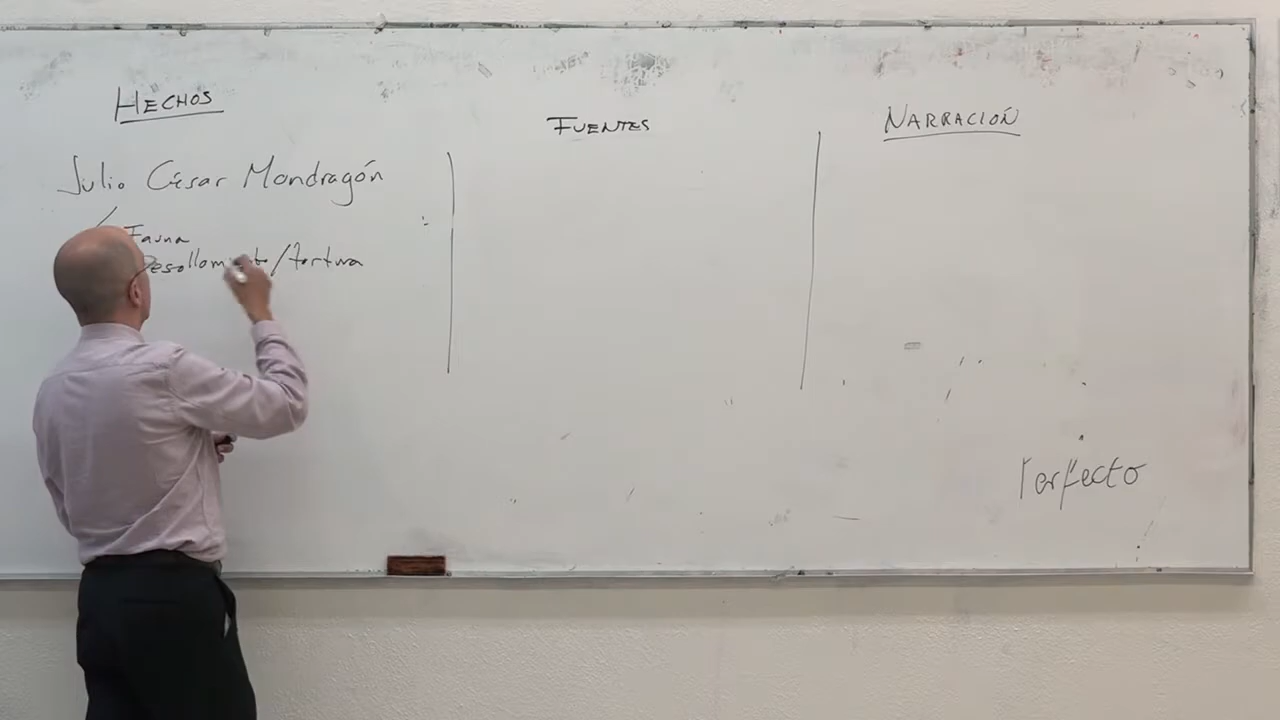 HECHOS
FUENTES
NARRACIÓN
Julio César Mondragón
Fauna
Desollamiento/tortura
Perfecto